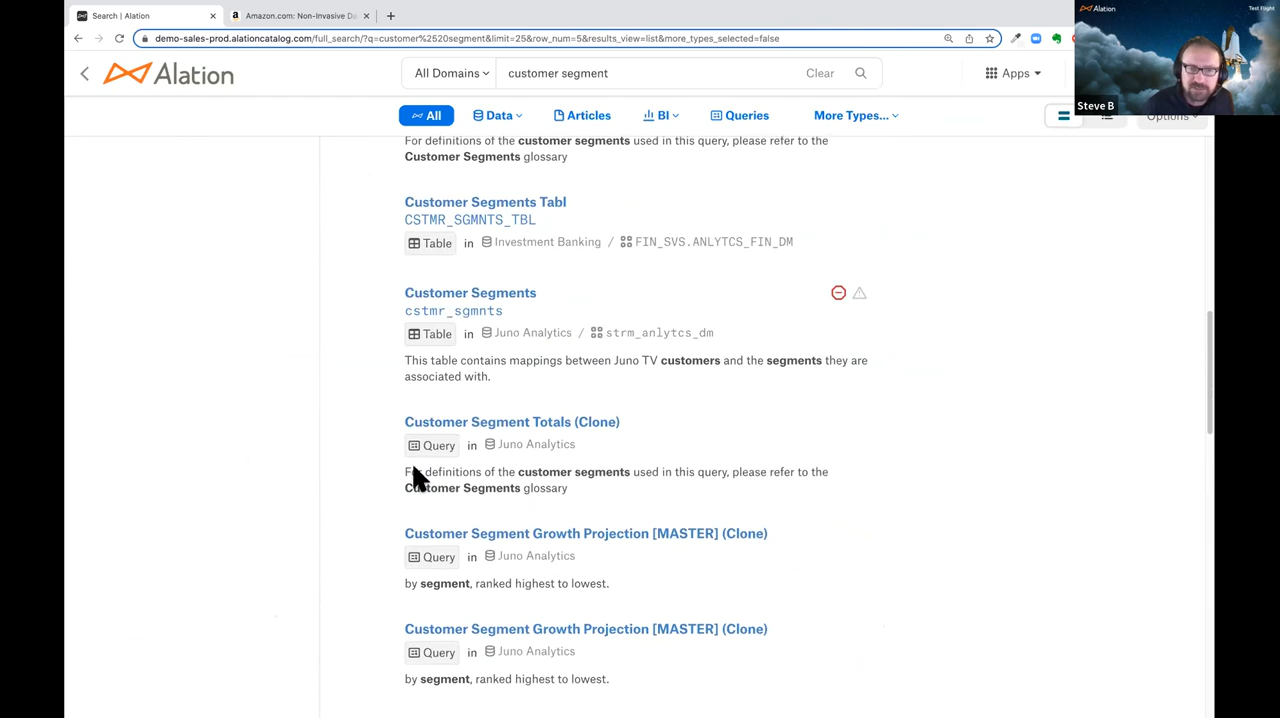 Search | Alation
Amazon.com: Non-Invasive Da
demo-sales-prod.alationcatalog.com/full_search/?q=customer%2520segment&limit=25&row_num=5&results_view=list&more_types_selected=false
Alation
Test Flight
Steve B
Alation
All Domains
customer segment
Clear
Apps
All
Data
Articles
BI
Queries
More Types...
Options
For definitions of the customer segments used in this query, please refer to the
Customer Segments glossary
Customer Segments Tabl
CSTMR_SGMNTS_TBL
Table in Investment Banking / FIN_SVS.ANLYTCS_FIN_DM
Customer Segments
cstmr_sgmnts
Table in Juno Analytics / strm_anlytcs_dm
This table contains mappings between Juno TV customers and the segments they are
associated with.
Customer Segment Totals (Clone)
Query in Juno Analytics
For definitions of the customer segments used in this query, please refer to the
Customer Segments glossary
Customer Segment Growth Projection [MASTER] (Clone)
Query in Juno Analytics
by segment, ranked highest to lowest.
Customer Segment Growth Projection [MASTER] (Clone)
Query in Juno Analytics
by segment, ranked highest to lowest.